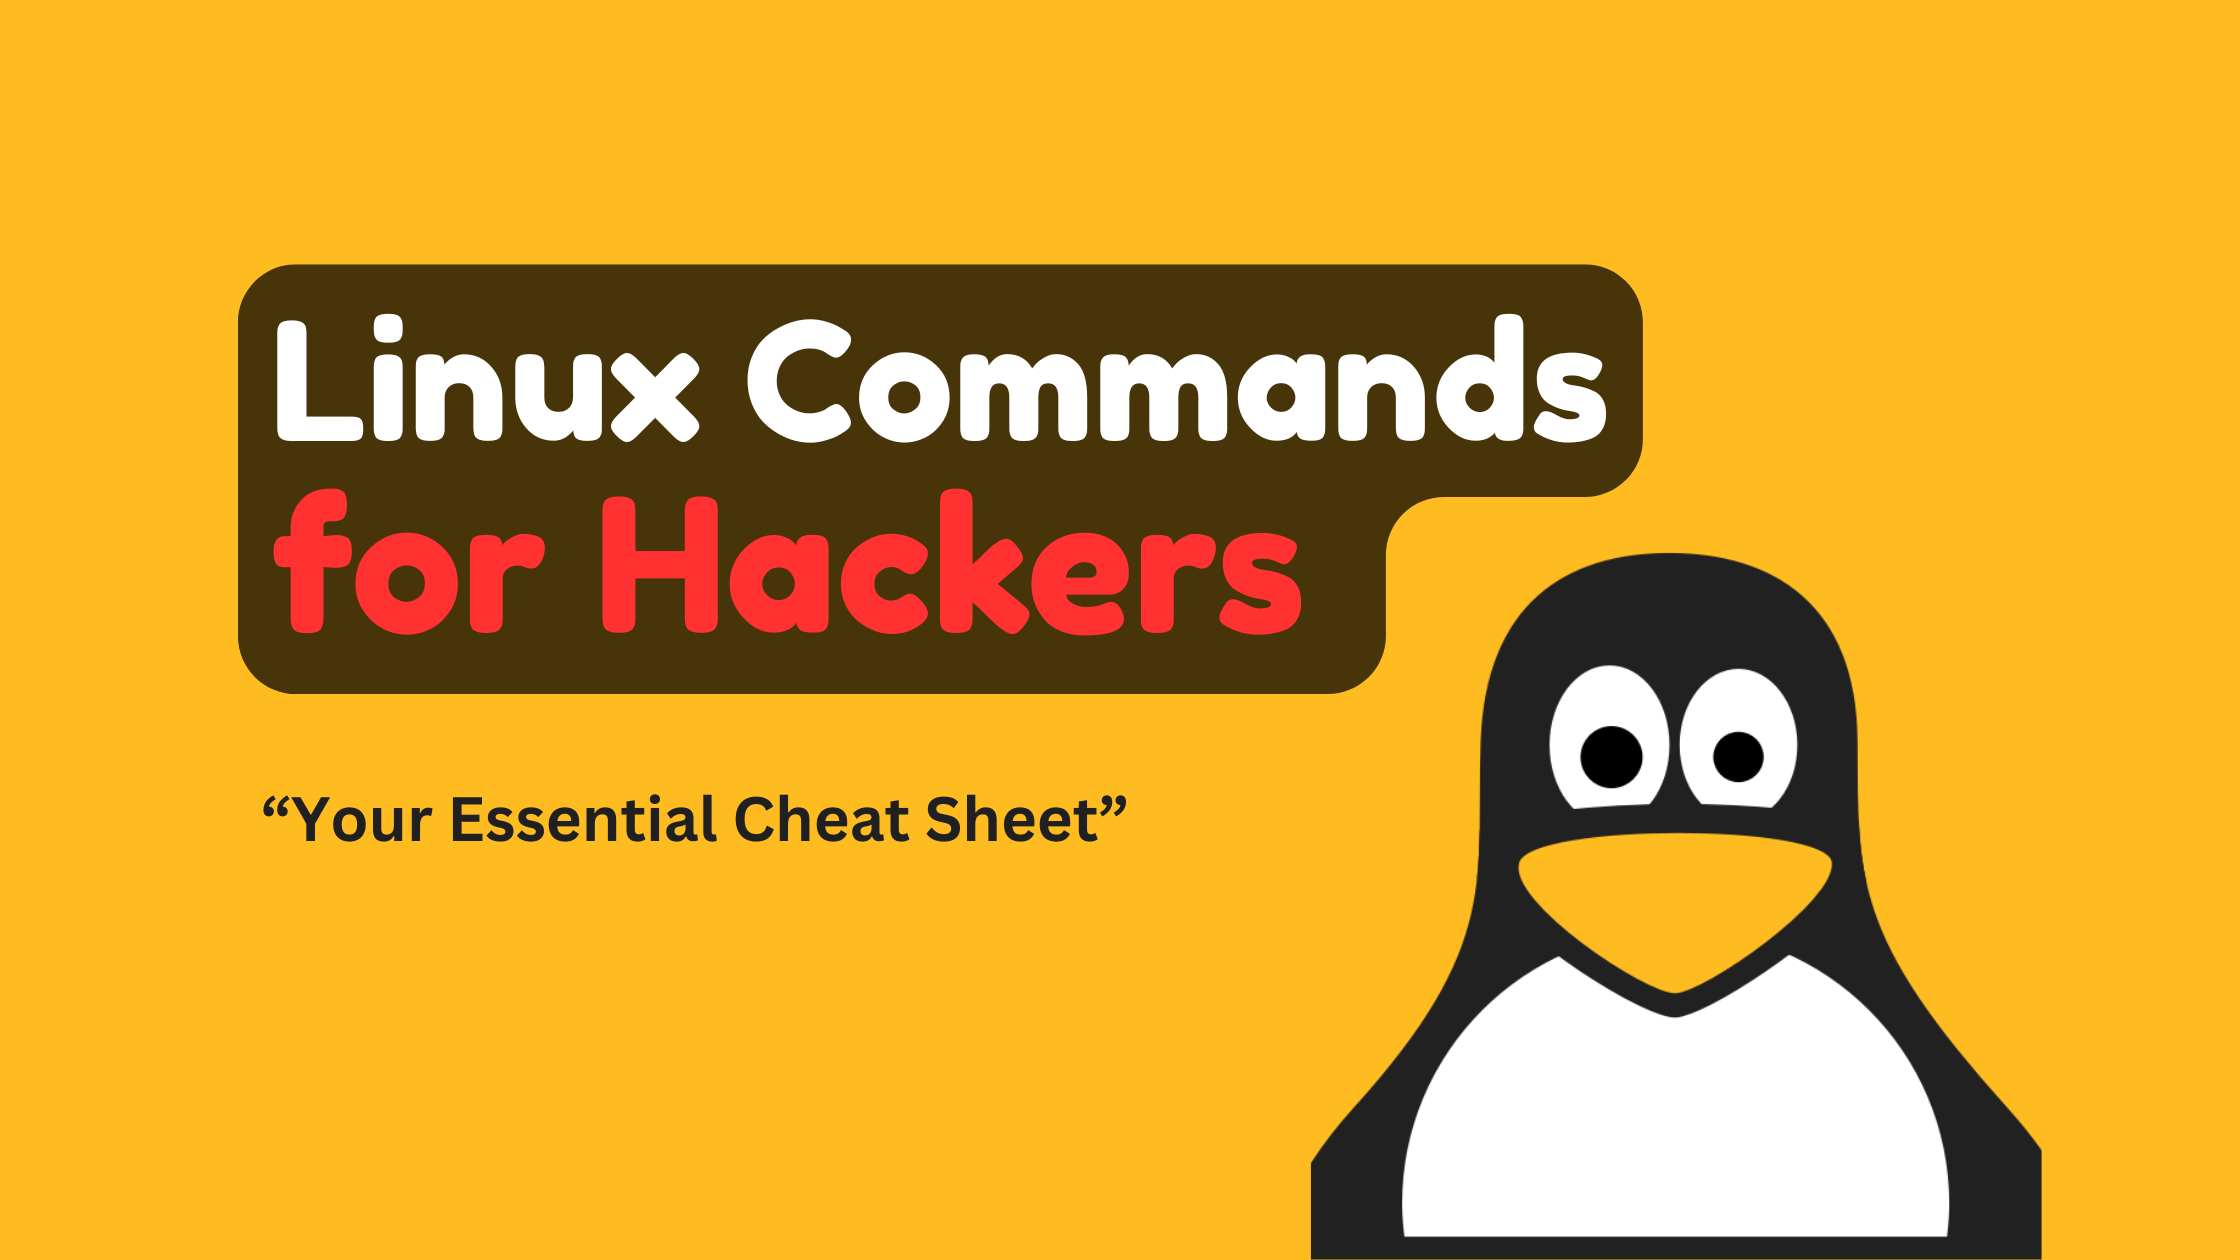 Linux Commands
for Hackers
“Your Essential Cheat Sheet”